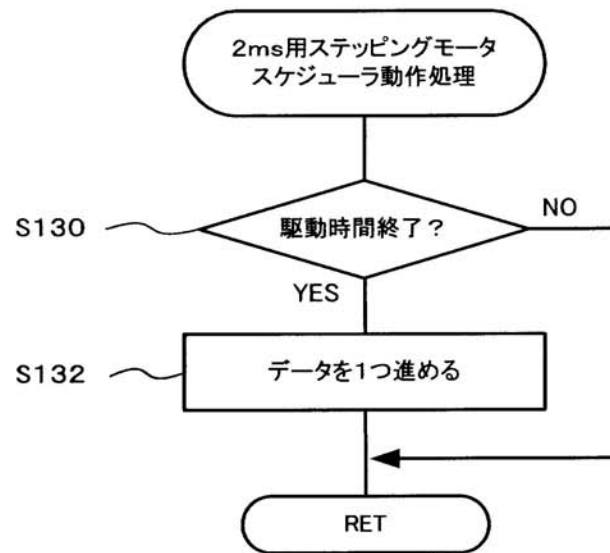 2ms用ステッピングモータ
スケジューラ動作処理
S130
駆動時間終了？
NO
YES
S132
データを1つ進める
RET